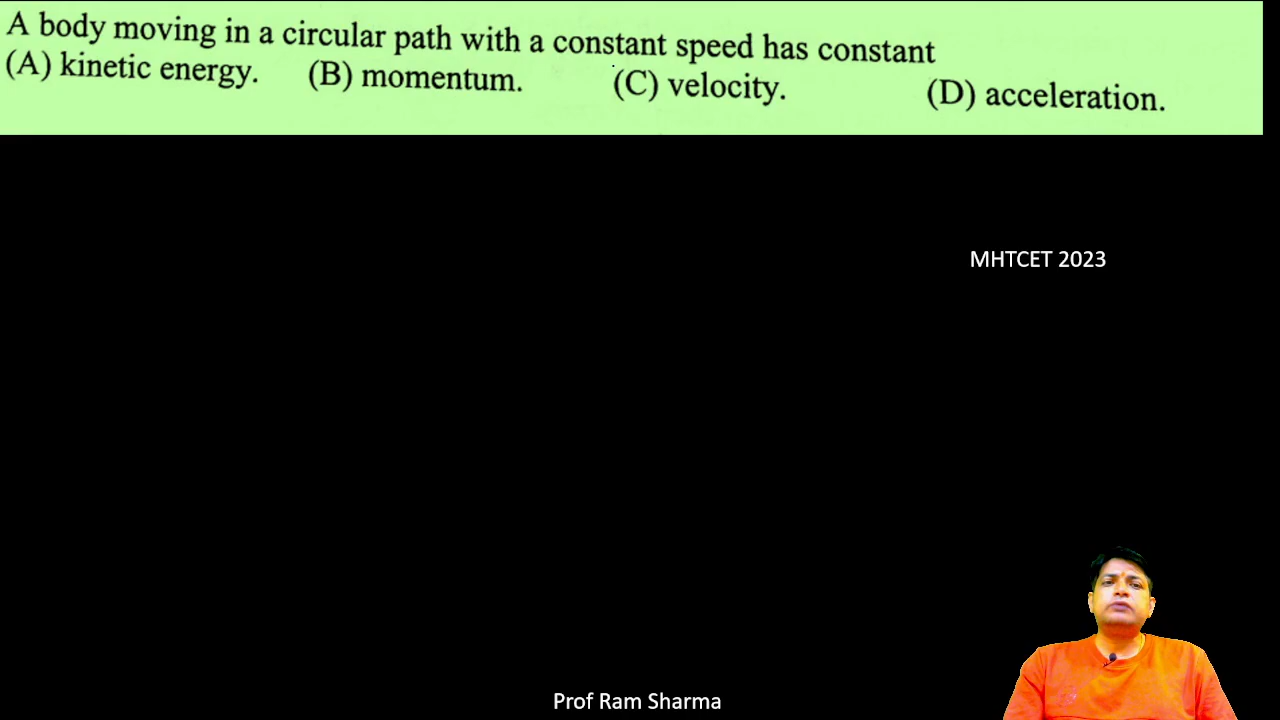 A body moving in a circular path with a constant speed has constant
(A) kinetic energy. (B) momentum. (C) velocity. (D) acceleration.
MHTCET 2023
Prof Ram Sharma